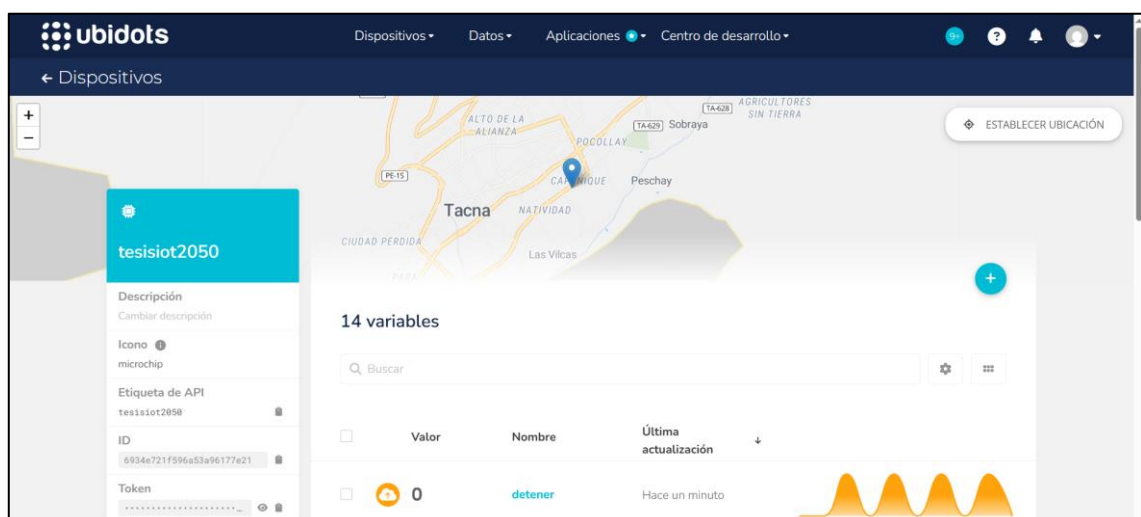 ubidots
Dispositivos
Datos
Aplicaciones
Centro de desarrollo
9+
?
← Dispositivos
+
−
ALTO DE LA
ALIANZA
POCOLLAY
TA-629
Sobraya
TA-628
AGRICULTORES
SIN TIERRA
ESTABLECER UBICACIÓN
PE-1S
Peschay
Tacna
NATIVIDAD
CIUDAD PERDIDA
Las Vilcas
PARA
tesisiot2050
+
Descripción
Cambiar descripción
Icono
microchip
Etiqueta de API
tesisiot2050
ID
6934e721f596a53a96177e21
Token
14 variables
Buscar
Valor
Nombre
Última
actualización
0
detener
Hace un minuto